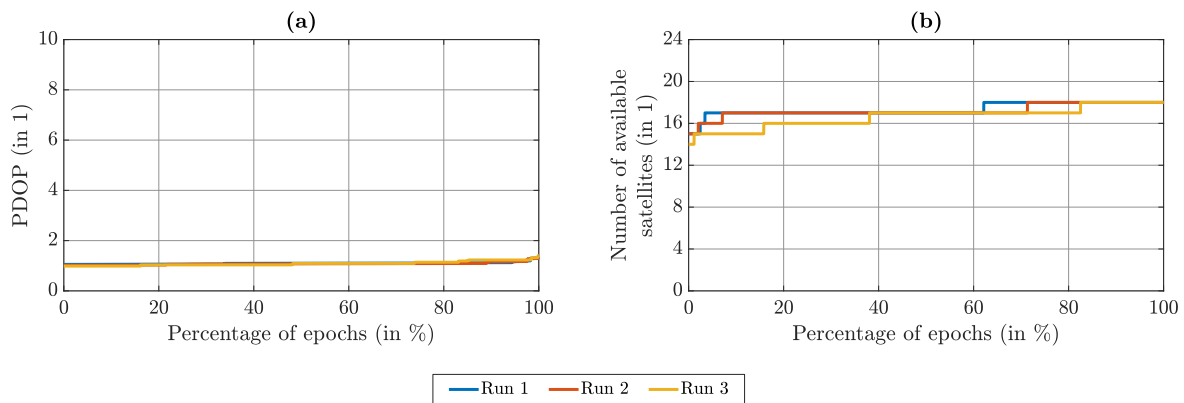 (a)
10
8
6
4
2
0
PDOP (in 1)
0 20 40 60 80 100
Percentage of epochs (in %)
(b)
24
20
16
12
8
4
0
Number of available
satellites (in 1)
0 20 40 60 80 100
Percentage of epochs (in %)
Run 1 Run 2 Run 3